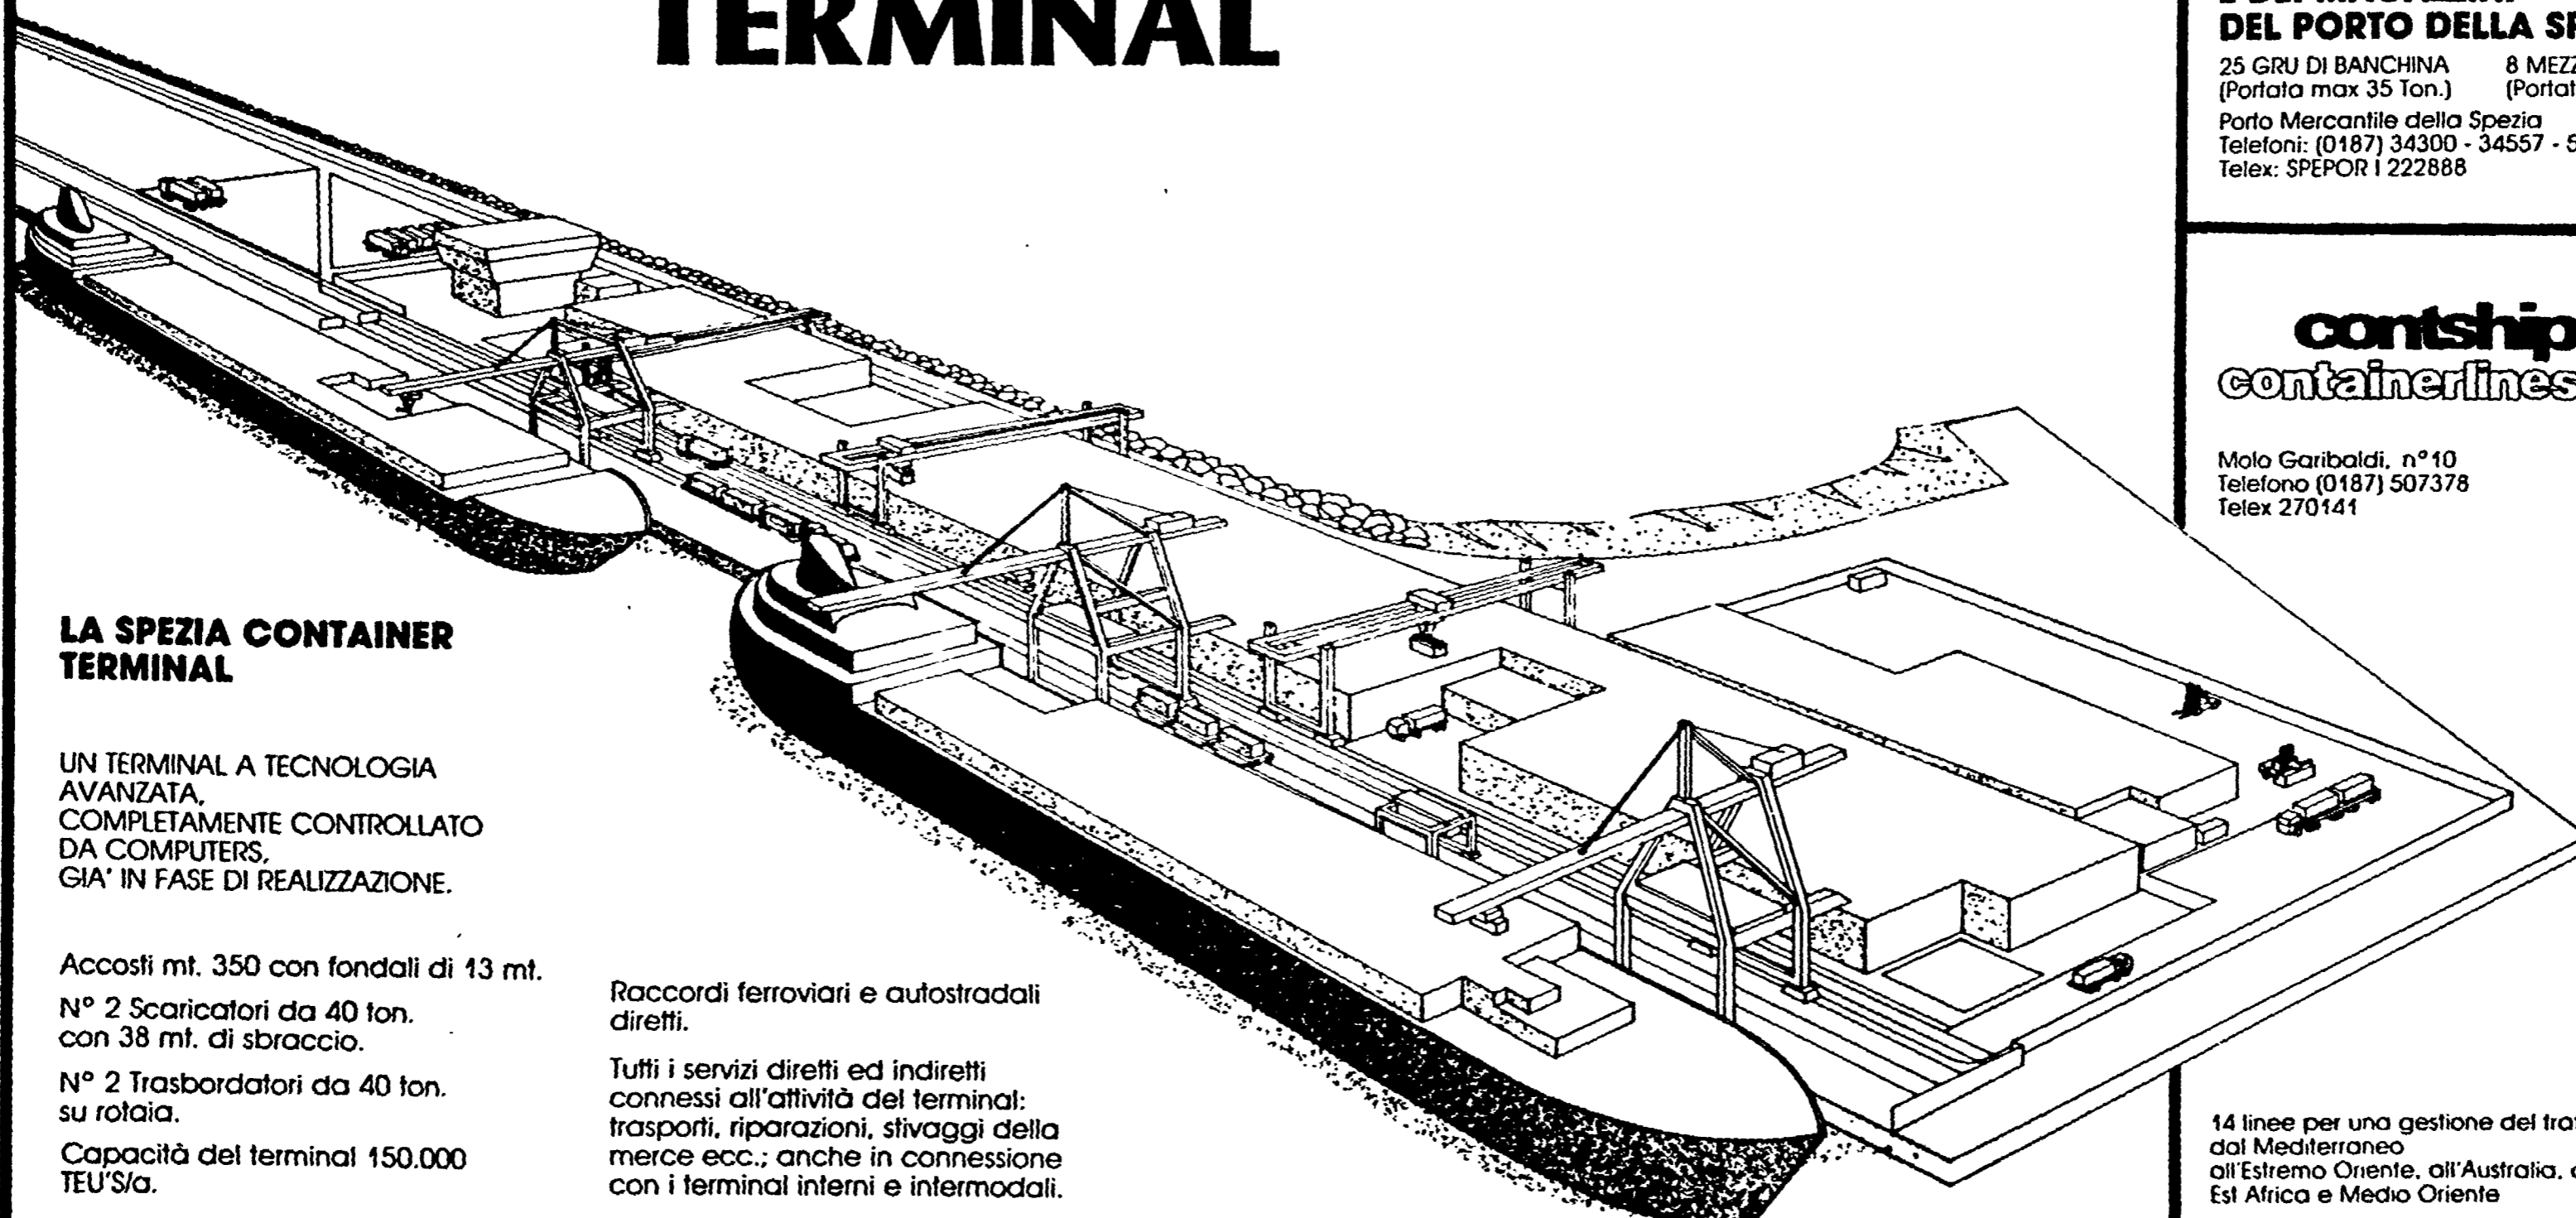 TERMINAL
LA SPEZIA CONTAINER
TERMINAL
UN TERMINAL A TECNOLOGIA
AVANZATA,
COMPLETAMENTE CONTROLLATO
DA COMPUTERS,
GIA' IN FASE DI REALIZZAZIONE.
Accosti mt. 350 con fondali di 13 mt.
N° 2 Scaricatori da 40 ton.
con 38 mt. di sbraccio.
N° 2 Trasbordatori da 40 ton.
su rotaia.
Capacità del terminal 150.000
TEU'S/a.
Raccordi ferroviari e autostradali
diretti.
Tutti i servizi diretti ed indiretti
connessi all'attività del terminal:
trasporti, riparazioni, stivaggi della
merce ecc.; anche in connessione
con i terminal interni e intermodali.
DEL PORTO DELLA
25 GRU DI BANCHINA 8
(Portata max 35 Ton.)
Porto Mercantile della Spezia
Telefoni: (0187) 34300 - 34557 -
Telex: SPEPOR I 222888
contship
containerlines
Molo Garibaldi, n°10
Telefono (0187) 507378
Telex 270141
14 linee per una gestione del
dal Mediterraneo
all'Estremo Oriente, all'Australia,
Est Africa e Medio Oriente